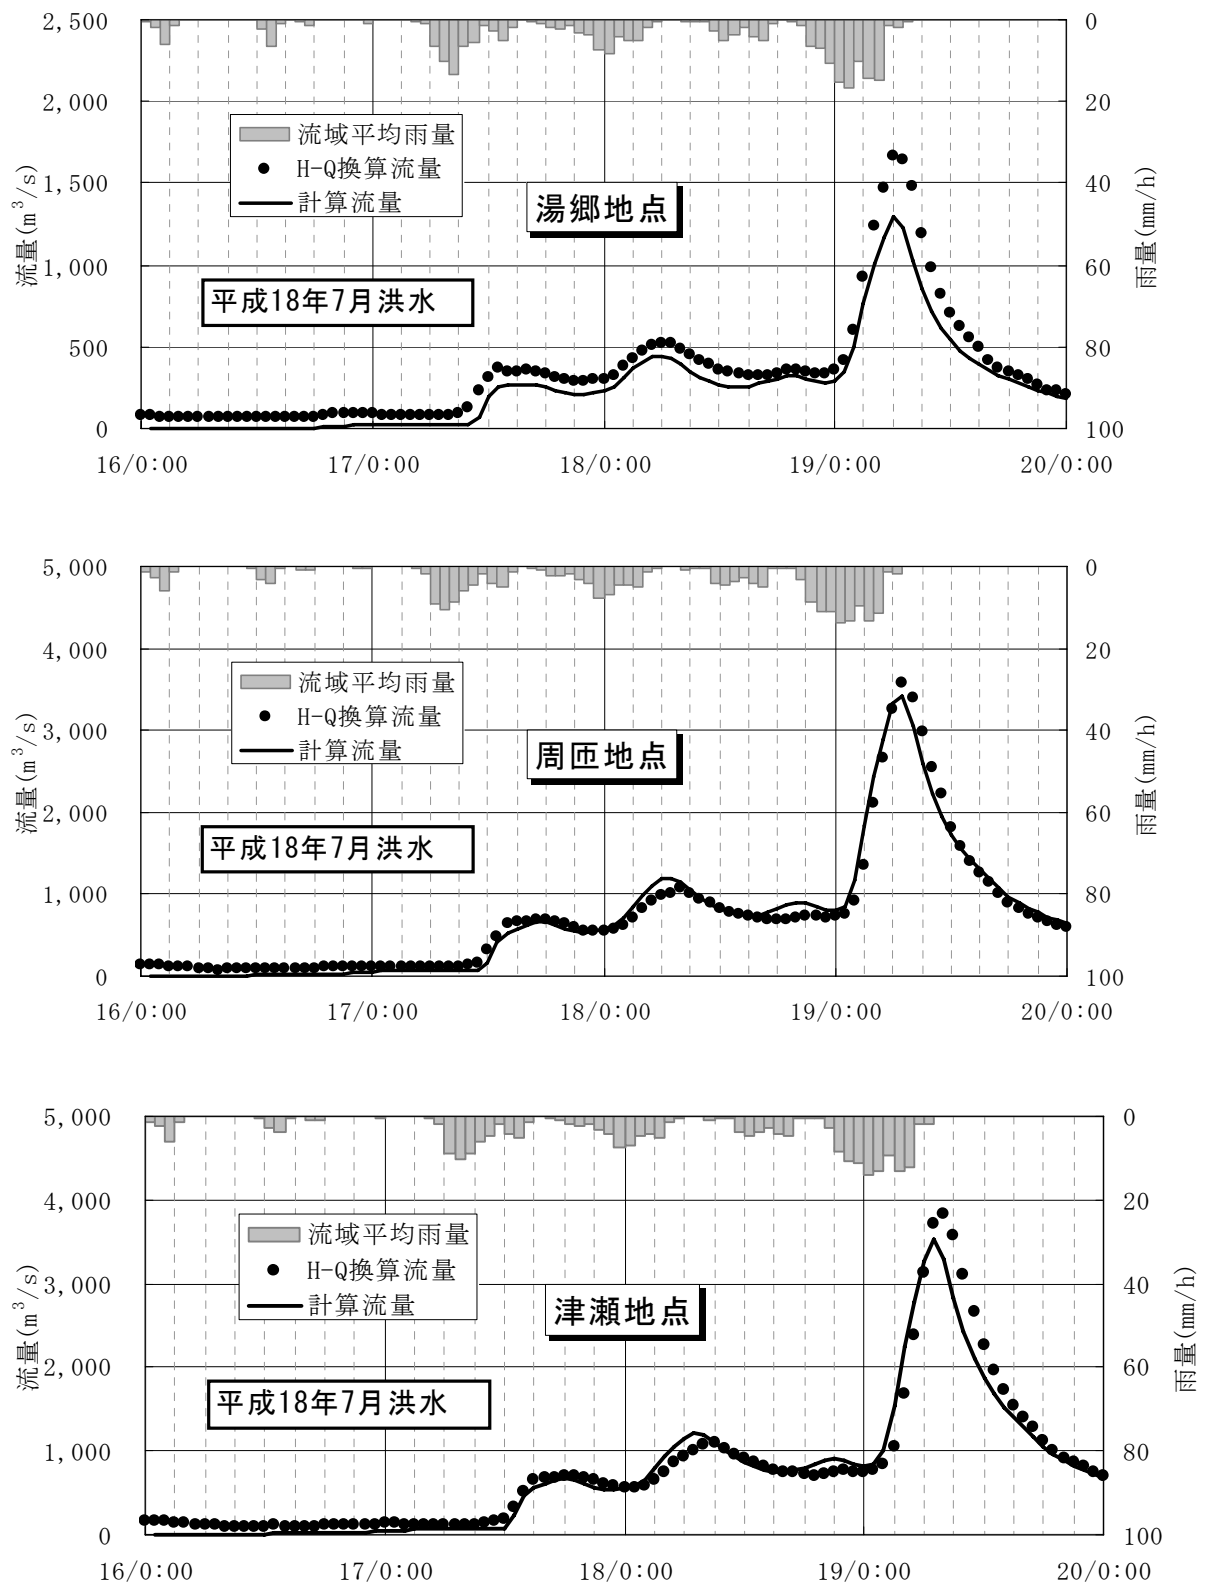 2,500
2,000
1,500
1,000
500
0
流量(m³/s)
0
20
40
60
80
100
雨量(mm/h)
流域平均雨量
H-Q換算流量
計算流量
湯郷地点
平成18年7月洪水
16/0:00
17/0:00
18/0:00
19/0:00
20/0:00
5,000
4,000
3,000
2,000
1,000
0
流量(m³/s)
0
20
40
60
80
100
雨量(mm/h)
流域平均雨量
H-Q換算流量
計算流量
周匝地点
平成18年7月洪水
16/0:00
17/0:00
18/0:00
19/0:00
20/0:00
5,000
4,000
3,000
2,000
1,000
0
流量(m³/s)
0
20
40
60
80
100
雨量(mm/h)
流域平均雨量
H-Q換算流量
計算流量
津瀬地点
平成18年7月洪水
16/0:00
17/0:00
18/0:00
19/0:00
20/0:00